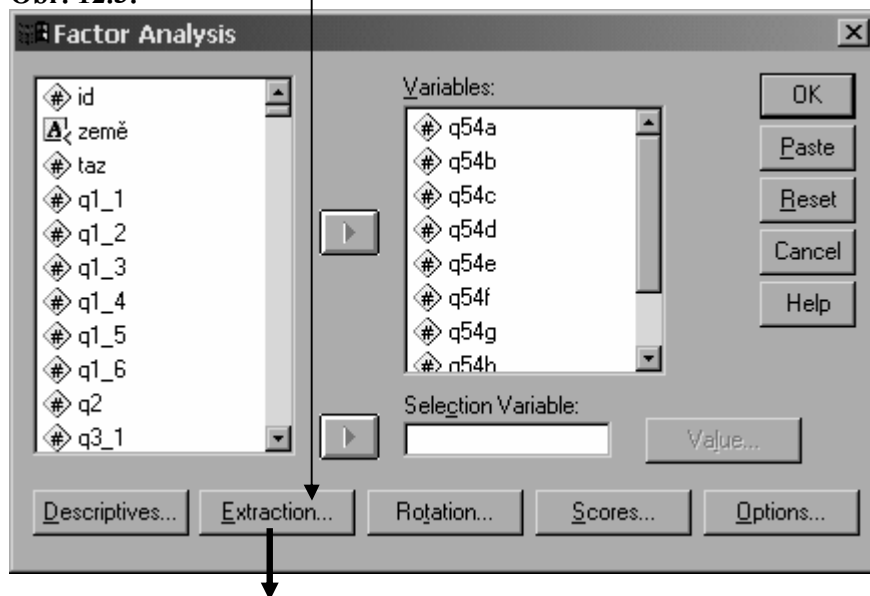 Obr. 12.3:
Factor Analysis
id
země
taz
q1_1
q1_2
q1_3
q1_4
q1_5
q1_6
q2
q3_1
Variables:
q54a
q54b
q54c
q54d
q54e
q54f
q54g
q54h
Selection Variable:
Value...
OK
Paste
Reset
Cancel
Help
Descriptives...
Extraction...
Rotation...
Scores...
Options...